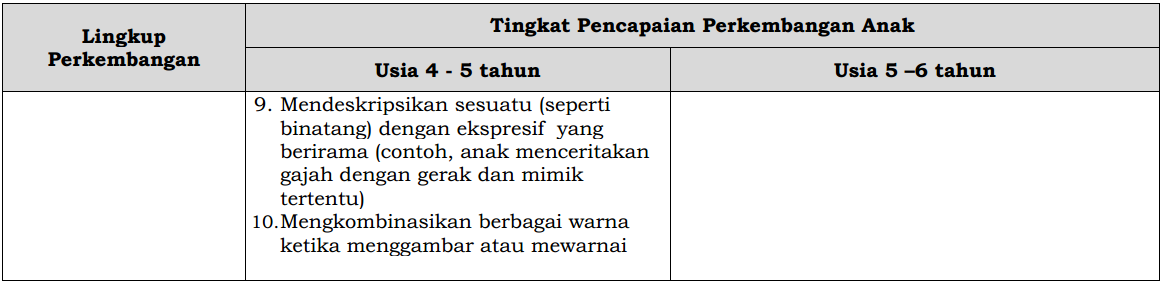 Lingkup
Perkembangan
Tingkat Pencapaian Perkembangan Anak
Usia 4 - 5 tahun
Usia 5 –6 tahun
9. Mendeskripsikan sesuatu (seperti
binatang) dengan ekspresif yang
berirama (contoh, anak menceritakan
gajah dengan gerak dan mimik
tertentu)
10.Mengkombinasikan berbagai warna
ketika menggambar atau mewarnai